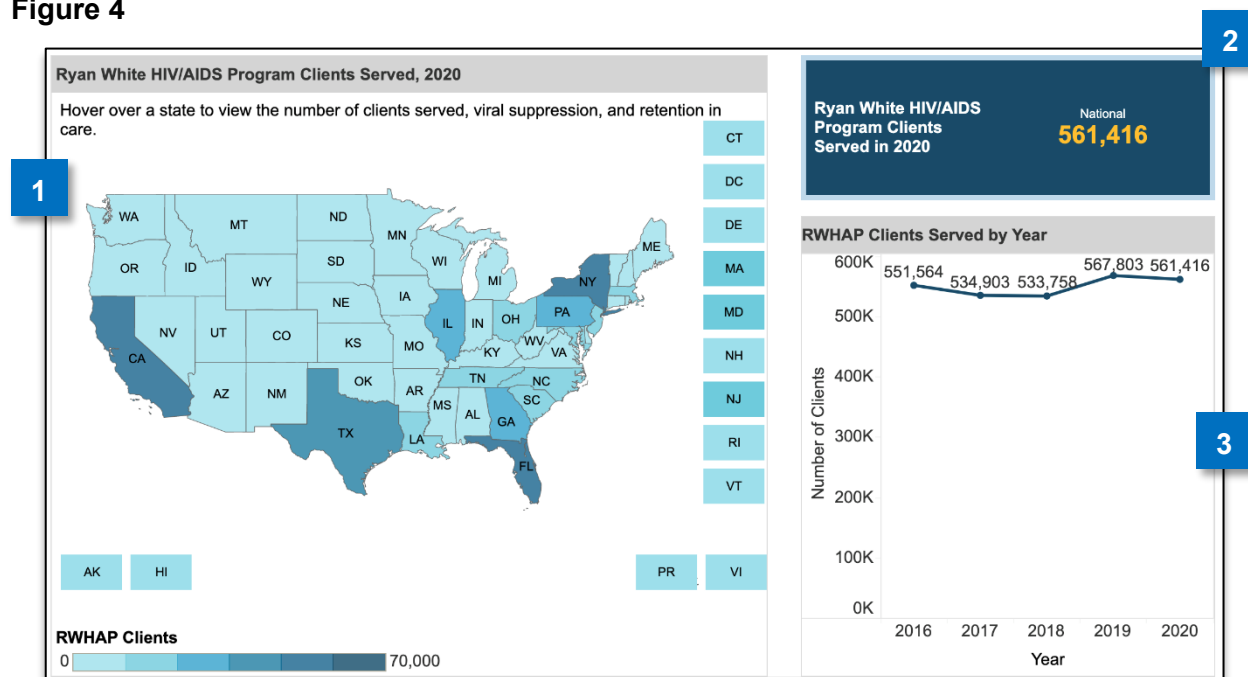 Figure 4
Ryan White HIV/AIDS Program Clients Served, 2020
Hover over a state to view the number of clients served, viral suppression, and retention in
care.
1
WA
MT
ND
MN
OR
ID
WY
SD
WI
MI
ME
NY
NV
UT
CO
NE
IA
IL
IN
OH
PA
CA
KS
MO
KY
WV
VA
AZ
NM
OK
AR
TN
NC
SC
MS
AL
GA
TX
LA
FL
CT
DC
DE
MA
MD
NH
NJ
RI
VT
AK
HI
PR
VI
RWHAP Clients
0
70,000
2
Ryan White HIV/AIDS
Program Clients
Served in 2020
National
561,416
RWHAP Clients Served by Year
3
Number of Clients
600K
500K
400K
300K
200K
100K
0K
551,564
534,903
533,758
567,803
561,416
2016
2017
2018
2019
2020
Year